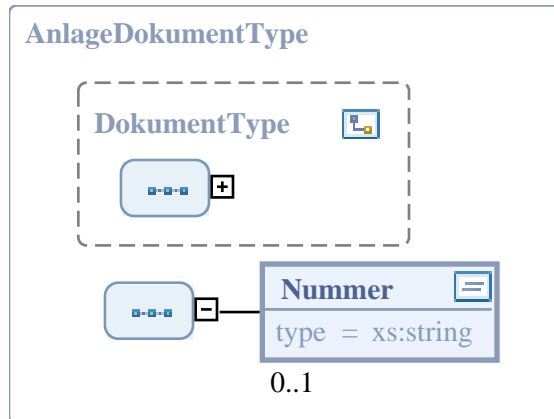 AnlageDokumentType
DokumentType
Nummer
type = xs:string
0..1